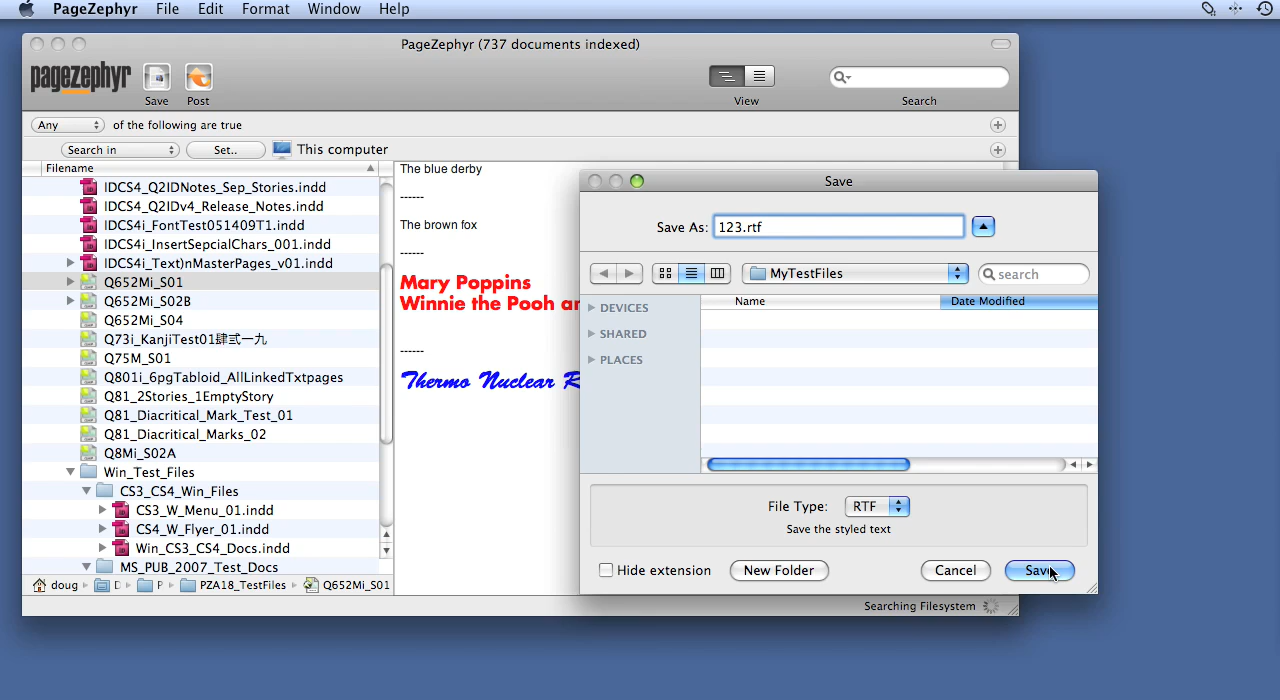 PageZephyr File Edit Format Window Help
PageZephyr (737 documents indexed)
pagezephyr
Save Post View Search
Any of the following are true
Search in Set.. This computer
Filename
IDCS4_Q2IDNotes_Sep_Stories.indd
IDCS4_Q2IDv4_Release_Notes.indd
IDCS4i_FontTest051409T1.indd
IDCS4i_InsertSepcialChars_001.indd
IDCS4i_Text)nMasterPages_v01.indd
Q652Mi_S01
Q652Mi_S02B
Q652Mi_S04
Q73i_KanjiTest01肆弍一九
Q75M_S01
Q801i_6pgTabloid_AllLinkedTxtpages
Q81_2Stories_1EmptyStory
Q81_Diacritical_Mark_Test_01
Q81_Diacritical_Marks_02
Q8Mi_S02A
Win_Test_Files
CS3_CS4_Win_Files
CS3_W_Menu_01.indd
CS4_W_Flyer_01.indd
Win_CS3_CS4_Docs.indd
MS_PUB_2007_Test_Docs
doug D P PZA18_TestFiles Q652Mi_S01
The blue derby
------
The brown fox
------
Mary Poppins
Winnie the Pooh an
------
Thermo Nuclear R
Save
Save As: 123.rtf
MyTestFiles search
Name Date Modified
DEVICES
SHARED
PLACES
File Type: RTF
Save the styled text
Hide extension New Folder Cancel Save
Searching Filesystem